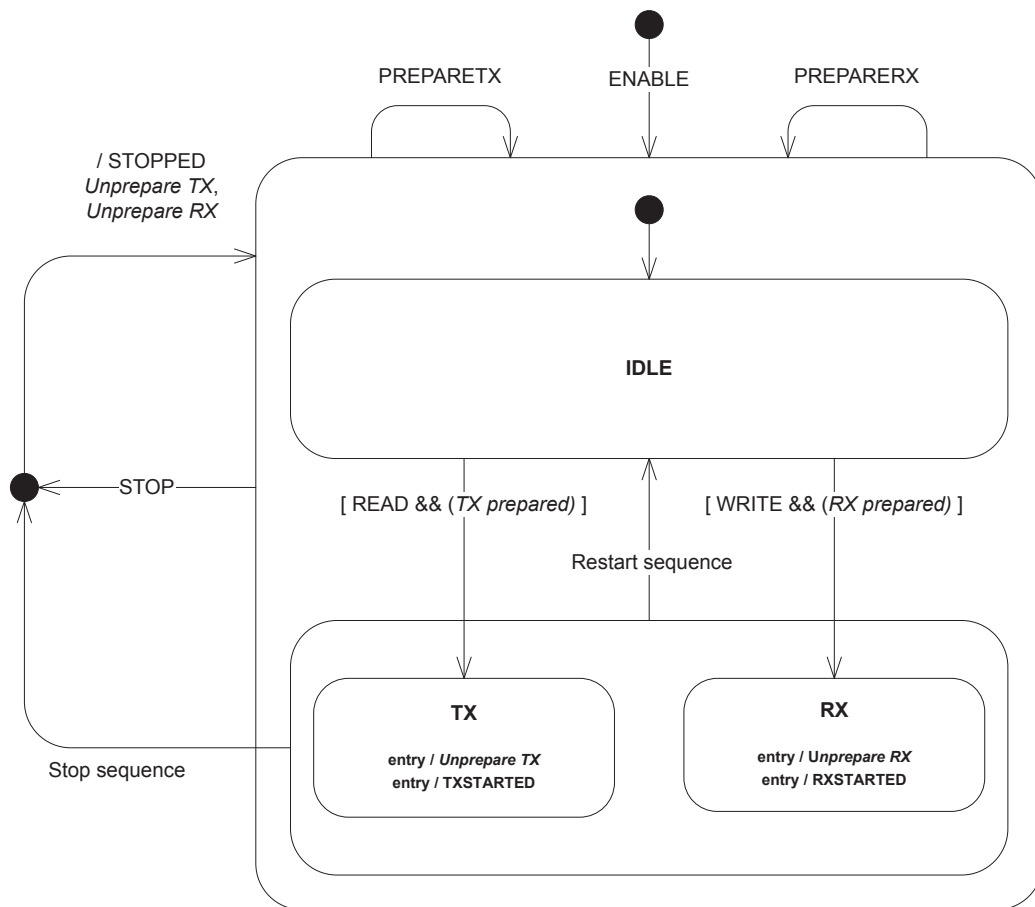 PREPARETX
ENABLE
PREPARERX
/ STOPPED
Unprepare TX,
Unprepare RX
IDLE
STOP
[ READ && (TX prepared) ]
[ WRITE && (RX prepared) ]
Restart sequence
TX
entry / Unprepare TX
entry / TXSTARTED
RX
entry / Unprepare RX
entry / RXSTARTED
Stop sequence